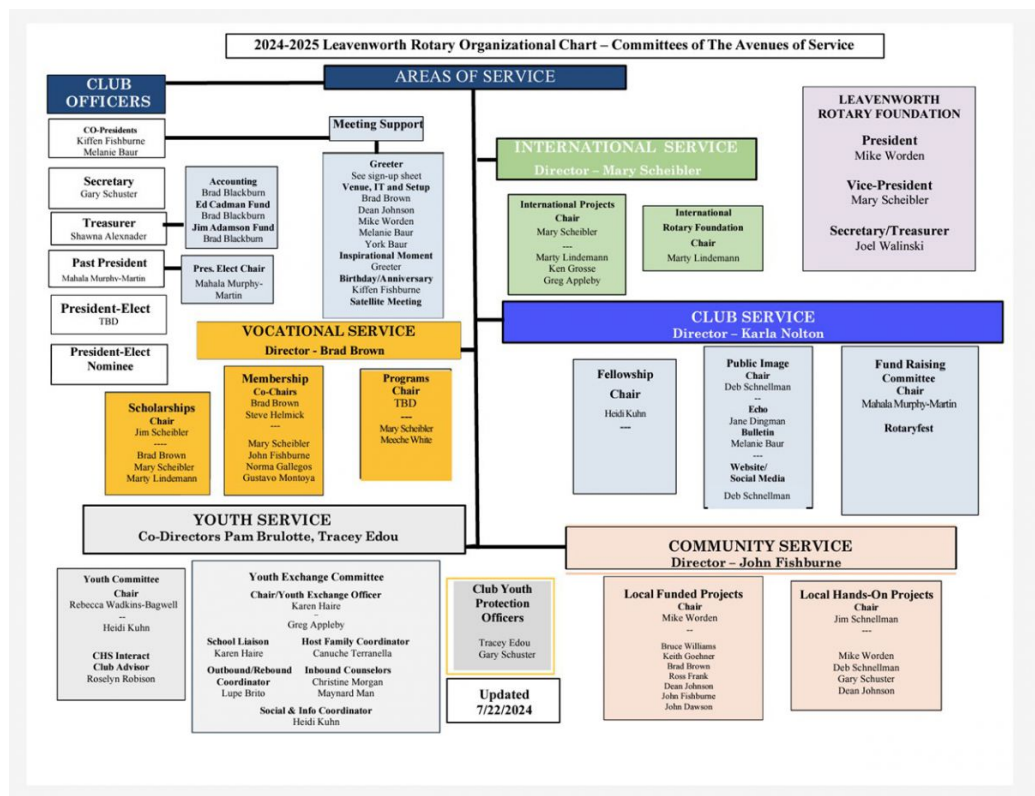 2024-2025 Leavenworth Rotary Organizational Chart – Committees of The Avenues of Service
AREAS OF SERVICE
CLUB
OFFICERS
CO-Presidents
Kiffen Fishburne
Melanie Baur
Secretary
Gary Schuster
Treasurer
Shawna Alexnader
Past President
Mahala Murphy-Martin
President-Elect
TBD
President-Elect
Nominee
Accounting
Brad Blackburn
Ed Cadman Fund
Brad Blackburn
Jim Adamson Fund
Brad Blackburn
Pres. Elect Chair
Mahala Murphy-
Martin
Meeting Support
Greeter
See sign-up sheet
Venue, IT and Setup
Brad Brown
Dean Johnson
Mike Worden
Melanie Baur
York Baur
Inspirational Moment
Greeter
Birthday/Anniversary
Kiffen Fishburne
Satellite Meeting
INTERNATIONAL SERVICE
Director – Mary Scheibler
International Projects
Chair
Mary Scheibler
---
Marty Lindemann
Ken Grosse
Greg Appleby
International
Rotary Foundation
Chair
Marty Lindemann
LEAVENWORTH
ROTARY FOUNDATION
President
Mike Worden
Vice-President
Mary Scheibler
Secretary/Treasurer
Joel Walinski
VOCATIONAL SERVICE
Director - Brad Brown
Scholarships
Chair
Jim Scheibler
----
Brad Brown
Mary Scheibler
Marty Lindemann
Membership
Co-Chairs
Brad Brown
Steve Helmick
---
Mary Scheibler
John Fishburne
Norma Gallegos
Gustavo Montoya
Programs
Chair
TBD
----
Mary Scheibler
Meeche White
CLUB SERVICE
Director – Karla Nolton
Fellowship
Chair
Heidi Kuhn
----
Public Image
Chair
Deb Schnellman
--
Echo
Jane Dingman
Bulletin
Melanie Baur
---
Website/
Social Media
Deb Schnellman
Fund Raising
Committee
Chair
Mahala Murphy-Martin
Rotaryfest
YOUTH SERVICE
Co-Directors Pam Brulotte, Tracey Edou
Youth Committee
Chair
Rebecca Wadkins-Bagwell
--
Heidi Kuhn
CHS Interact
Club Advisor
Roselyn Robison
Youth Exchange Committee
Chair/Youth Exchange Officer
Karen Haire
–
Greg Appleby
School Liaison
Karen Haire
Host Family Coordinator
Canuche Terranella
Outbound/Rebound
Coordinator
Lupe Brito
Inbound Counselors
Christine Morgan
Maynard Man
Social & Info Coordinator
Heidi Kuhn
Club Youth
Protection
Officers
Tracey Edou
Gary Schuster
Updated
7/22/2024
COMMUNITY SERVICE
Director – John Fishburne
Local Funded Projects
Chair
Mike Worden
--
Bruce Williams
Keith Goehner
Brad Brown
Ross Frank
Dean Johnson
John Fishburne
John Dawson
Local Hands-On Projects
Chair
Jim Schnellman
---
Mike Worden
Deb Schnellman
Gary Schuster
Dean Johnson